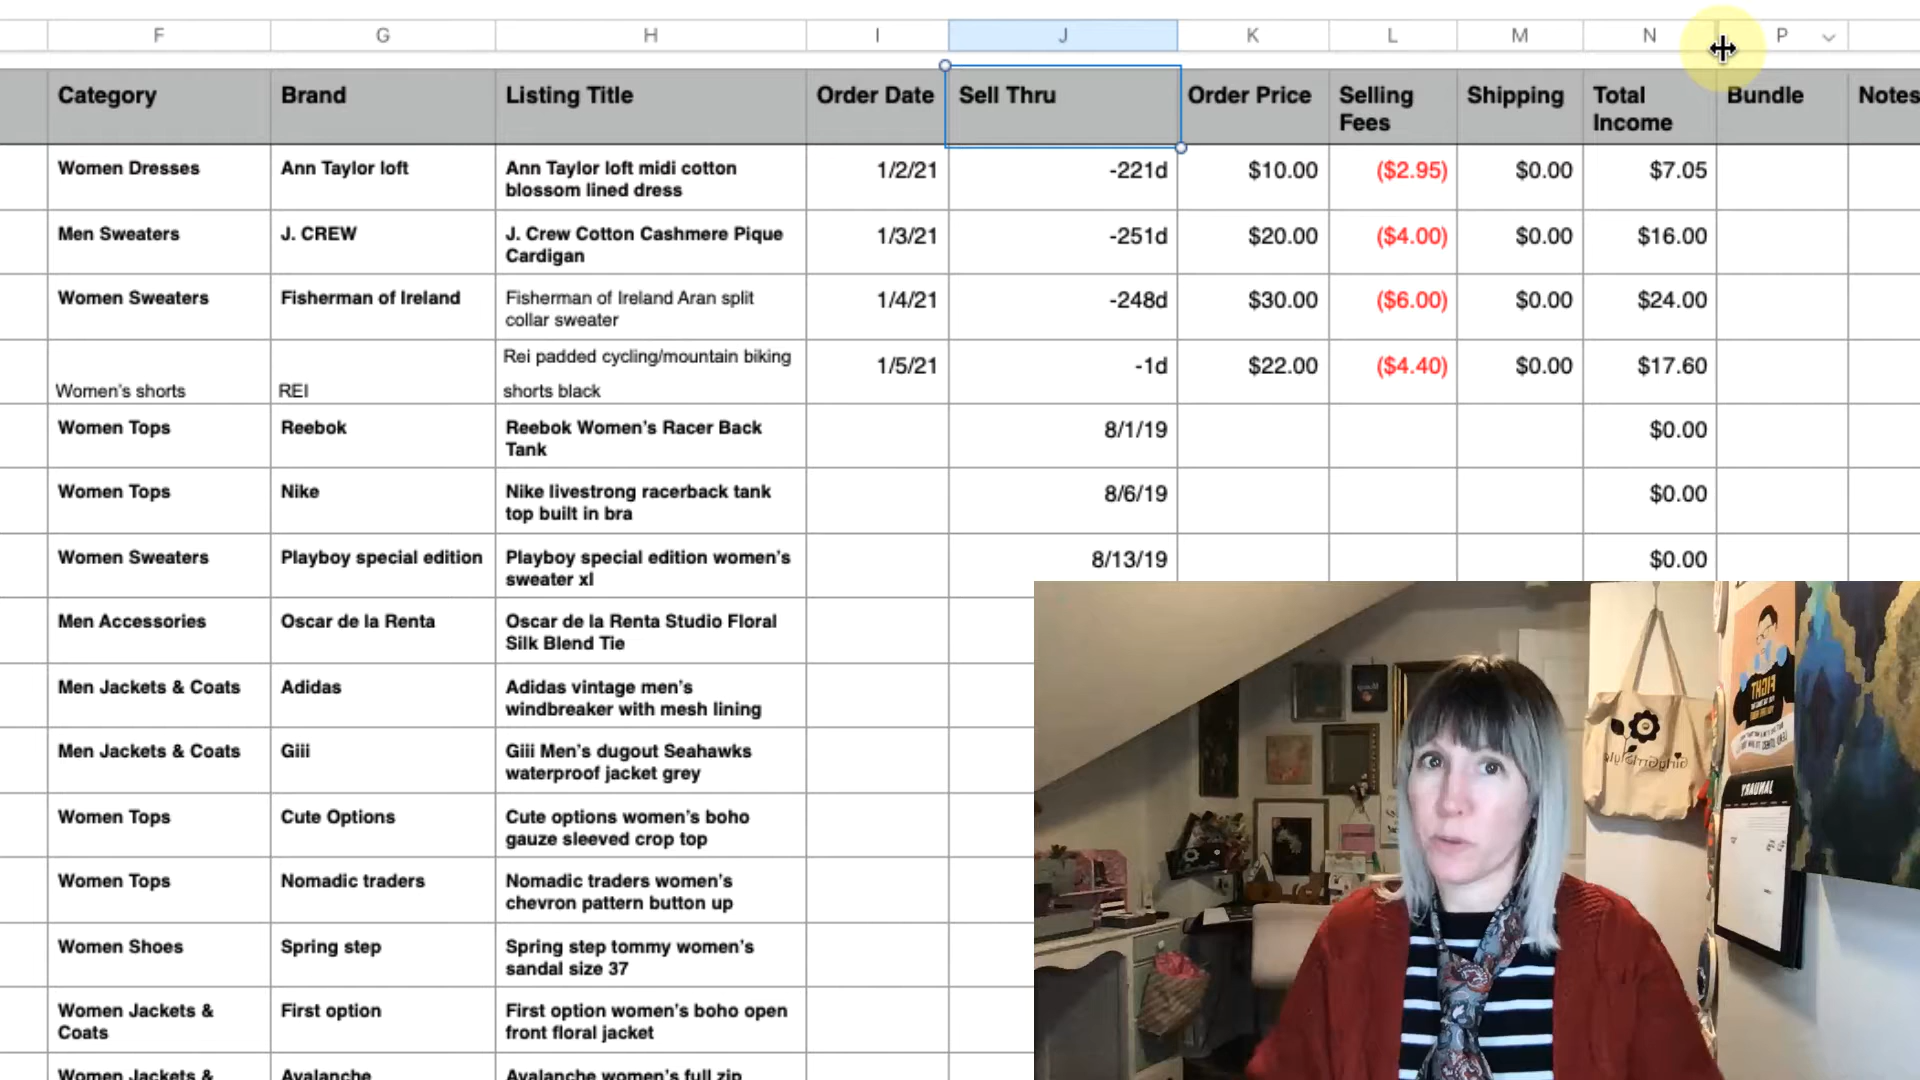 F G H I J K L M N P
Category Brand Listing Title Order Date Sell Thru Order Price Selling Shipping Total Bundle Notes
Fees Income
Women Dresses Ann Taylor loft Ann Taylor loft midi cotton 1/2/21 -221d $10.00 ($2.95) $0.00 $7.05
blossom lined dress
Men Sweaters J. CREW J. Crew Cotton Cashmere Pique 1/3/21 -251d $20.00 ($4.00) $0.00 $16.00
Cardigan
Women Sweaters Fisherman of Ireland Fisherman of Ireland Aran split 1/4/21 -248d $30.00 ($6.00) $0.00 $24.00
collar sweater
Rei padded cycling/mountain biking 1/5/21 -1d $22.00 ($4.40) $0.00 $17.60
Women's shorts REI shorts black
Women Tops Reebok Reebok Women's Racer Back 8/1/19 $0.00
Tank
Women Tops Nike Nike livestrong racerback tank 8/6/19 $0.00
top built in bra
Women Sweaters Playboy special edition Playboy special edition women's 8/13/19 $0.00
sweater xl
Men Accessories Oscar de la Renta Oscar de la Renta Studio Floral
Silk Blend Tie
Men Jackets & Coats Adidas Adidas vintage men's
windbreaker with mesh lining
Men Jackets & Coats Giii Giii Men's dugout Seahawks
waterproof jacket grey
Women Tops Cute Options Cute options women's boho
gauze sleeved crop top
Women Tops Nomadic traders Nomadic traders women's
chevron pattern button up
Women Shoes Spring step Spring step tommy women's
sandal size 37
Women Jackets & First option First option women's boho open
Coats front floral jacket
Women Jackets & Avalanche Avalanche women's full zip
FIGHT
GirlyGrrlStyle
JANUARY